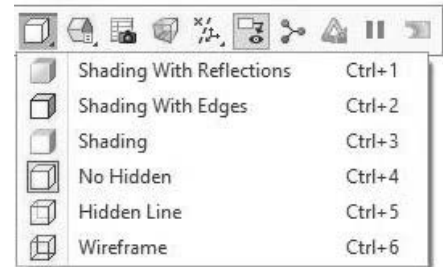 Shading With Reflections Ctrl+1
Shading With Edges Ctrl+2
Shading Ctrl+3
No Hidden Ctrl+4
Hidden Line Ctrl+5
Wireframe Ctrl+6